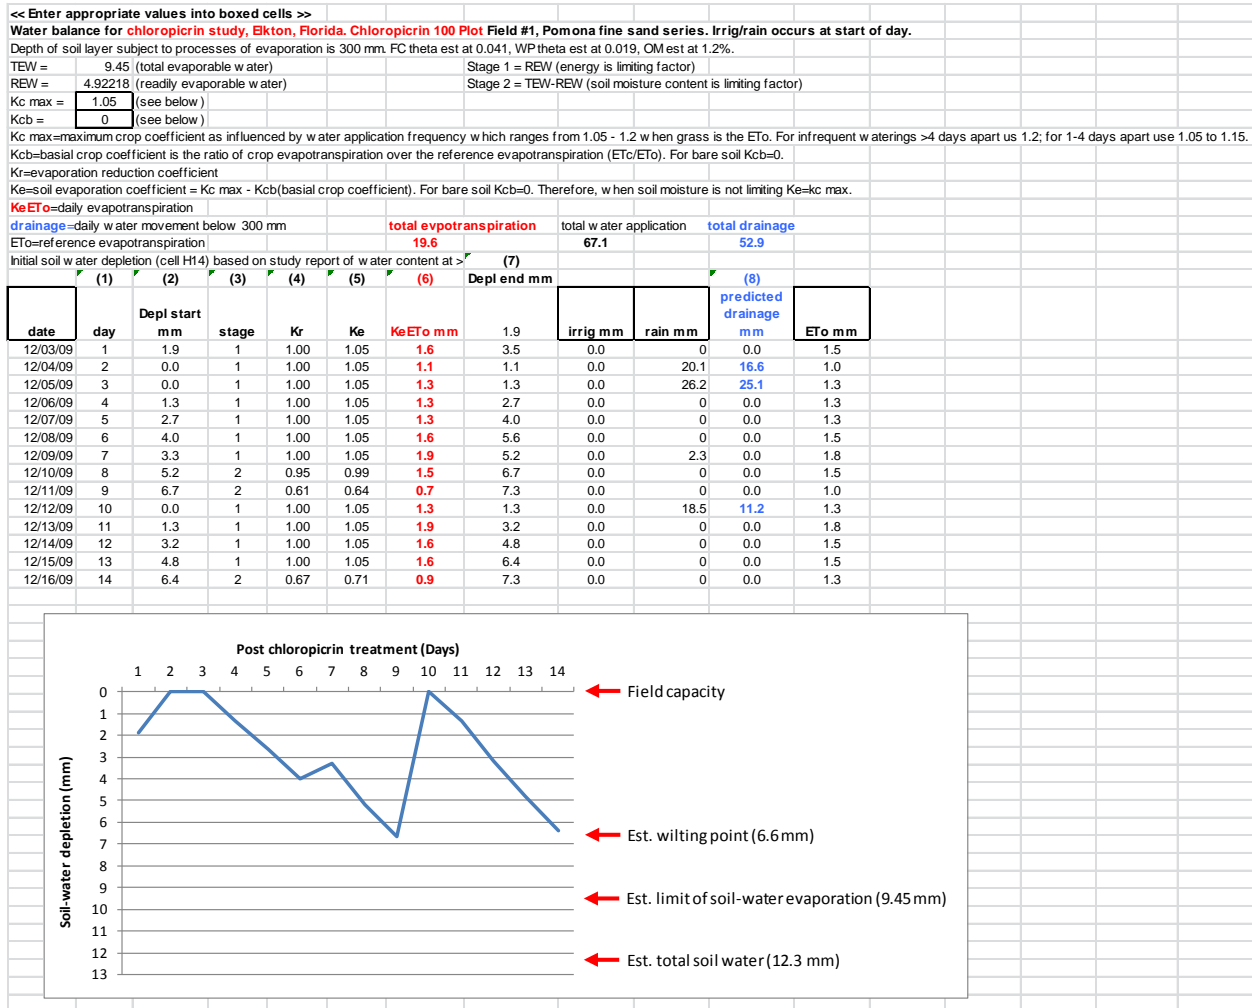 << Enter appropriate values into boxed cells >>
Water balance for chloropicrin study, Elkton, Florida. Chloropicrin 100 Plot Field #1, Pomona fine sand series. Irrig/rain occurs at start of day.
Depth of soil layer subject to processes of evaporation is 300 mm. FC theta est at 0.041, WP theta est at 0.019, OM est at 1.2%.
TEW = 9.45 (total evaporable water) Stage 1 = REW (energy is limiting factor)
REW = 4.92218 (readily evaporable water) Stage 2 = TEW-REW (soil moisture content is limiting factor)
Kc max = 1.05 (see below)
Kcb = 0 (see below)
Kc max=maximum crop coefficient as influenced by water application frequency which ranges from 1.05 - 1.2 when grass is the ETo. For infrequent waterings >4 days apart us 1.2; for 1-4 days apart use 1.05 to 1.15.
Kcb=basial crop coefficient is the ratio of crop evapotranspiration over the reference evapotranspiration (ETc/ETo). For bare soil Kcb=0.
Kr=evaporation reduction coefficient
Ke=soil evaporation coefficient = Kc max - Kcb(basial crop coefficient). For bare soil Kcb=0. Therefore, when soil moisture is not limiting Ke=kc max.
KeETo=daily evapotranspiration
drainage=daily water movement below 300 mm total evpotranspiration total water application total drainage
ETo=reference evapotranspiration 19.6 67.1 52.9
Initial soil water depletion (cell H14) based on study report of water content at > (7)
(1) (2) (3) (4) (5) (6) Depl end mm (8)
date day Depl start mm stage Kr Ke KeETo mm 1.9 irrig mm rain mm predicted drainage mm ETo mm
12/03/09 1 1.9 1 1.00 1.05 1.6 3.5 0.0 0 0.0 1.5
12/04/09 2 0.0 1 1.00 1.05 1.1 1.1 0.0 20.1 16.6 1.0
12/05/09 3 0.0 1 1.00 1.05 1.3 1.3 0.0 26.2 25.1 1.3
12/06/09 4 1.3 1 1.00 1.05 1.3 2.7 0.0 0 0.0 1.3
12/07/09 5 2.7 1 1.00 1.05 1.3 4.0 0.0 0 0.0 1.3
12/08/09 6 4.0 1 1.00 1.05 1.6 5.6 0.0 0 0.0 1.5
12/09/09 7 3.3 1 1.00 1.05 1.9 5.2 0.0 2.3 0.0 1.8
12/10/09 8 5.2 2 0.95 0.99 1.5 6.7 0.0 0 0.0 1.5
12/11/09 9 6.7 2 0.61 0.64 0.7 7.3 0.0 0 0.0 1.0
12/12/09 10 0.0 1 1.00 1.05 1.3 1.3 0.0 18.5 11.2 1.3
12/13/09 11 1.3 1 1.00 1.05 1.9 3.2 0.0 0 0.0 1.8
12/14/09 12 3.2 1 1.00 1.05 1.6 4.8 0.0 0 0.0 1.5
12/15/09 13 4.8 1 1.00 1.05 1.6 6.4 0.0 0 0.0 1.5
12/16/09 14 6.4 2 0.67 0.71 0.9 7.3 0.0 0 0.0 1.3
Post chloropicrin treatment (Days)
1 2 3 4 5 6 7 8 9 10 11 12 13 14
Soil-water depletion (mm)
0
1
2
3
4
5
6
7
8
9
10
11
12
13
Field capacity
Est. wilting point (6.6 mm)
Est. limit of soil-water evaporation (9.45 mm)
Est. total soil water (12.3 mm)